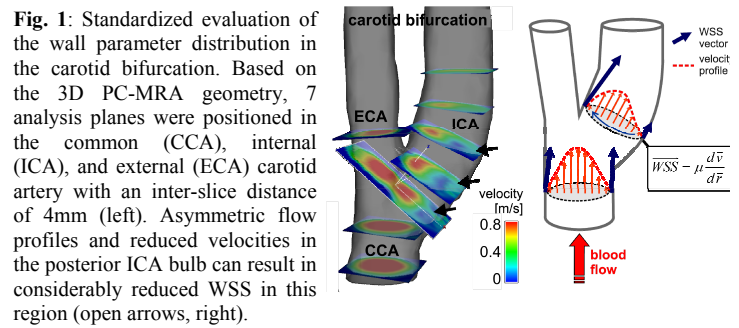 Fig. 1: Standardized evaluation of
the wall parameter distribution in
the carotid bifurcation. Based on
the 3D PC-MRA geometry, 7
analysis planes were positioned in
the common (CCA), internal
(ICA), and external (ECA) carotid
artery with an inter-slice distance
of 4mm (left). Asymmetric flow
profiles and reduced velocities in
the posterior ICA bulb can result in
considerably reduced WSS in this
region (open arrows, right).
carotid bifurcation
ECA
ICA
CCA
velocity
[m/s]
0.8
0.4
0
WSS
vector
velocity
profile
WSS − μ dv/dr
blood
flow